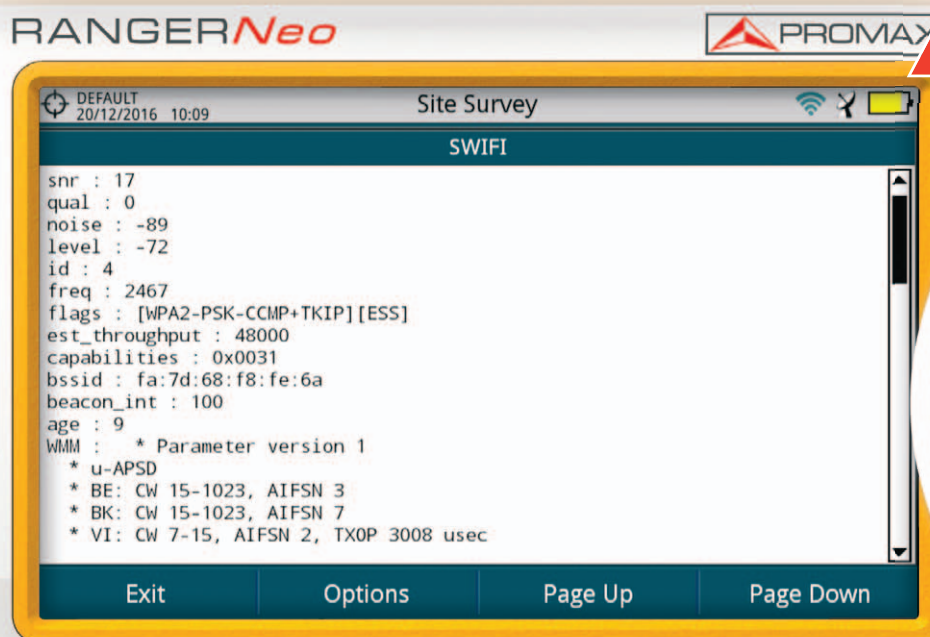 RANGERNeo
PROMAX
DEFAULT
20/12/2016 10:09
Site Survey
SWIFI
snr : 17
qual : 0
noise : -89
level : -72
id : 4
freq : 2467
flags : [WPA2-PSK-CCMP+TKIP][ESS]
est_throughput : 48000
capabilities : 0x0031
bssid : fa:7d:68:f8:fe:6a
beacon_int : 100
age : 9
WMM : * Parameter version 1
* u-APSD
* BE: CW 15-1023, AIFSN 3
* BK: CW 15-1023, AIFSN 7
* VI: CW 7-15, AIFSN 2, TXOP 3008 usec
Exit Options Page Up Page Down